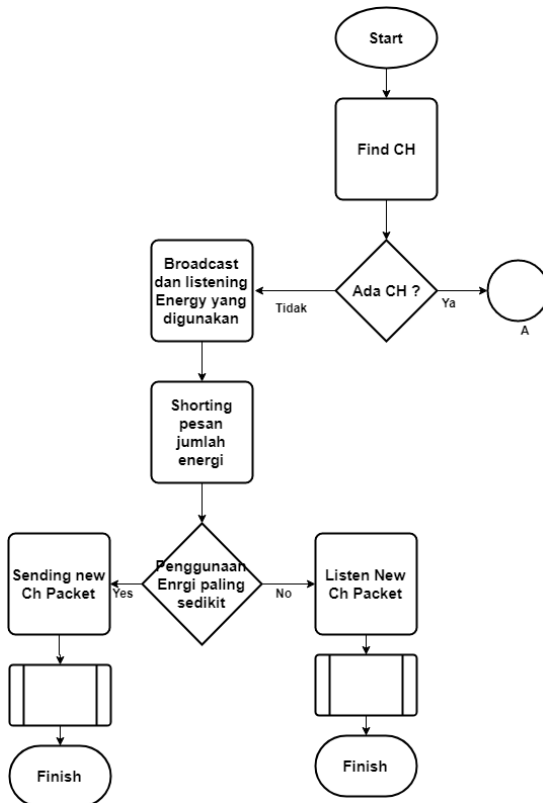 Start
Find CH
Ada CH ?
Tidak
Ya
A
Broadcast
dan listening
Energy yang
digunakan
Shorting
pesan
jumlah
energi
Penggunaan
Enrgi paling
sedikit
Yes
No
Sending new
Ch Packet
Listen New
Ch Packet
Finish
Finish